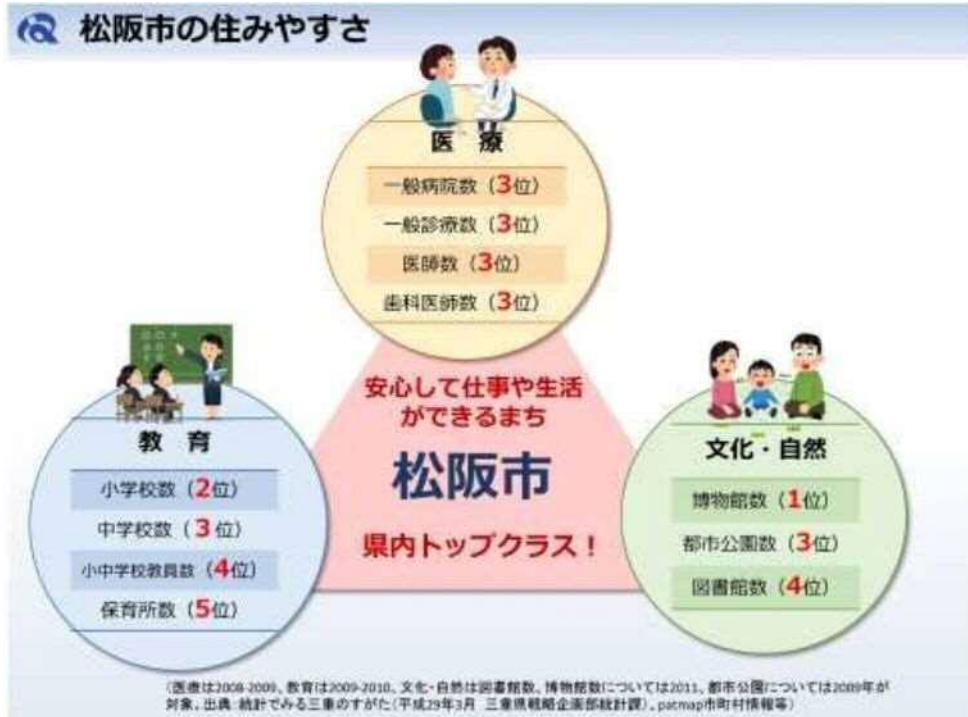 松阪市の住みやすさ
医 療
一般病院数（3位）
一般診療数（3位）
医師数（3位）
歯科医師数（3位）
安心して仕事や生活
ができるまち
松阪市
県内トップクラス！
教 育
小学校数（2位）
中学校数（3位）
小中学校教員数（4位）
保育所数（5位）
文化・自然
博物館数（1位）
都市公園数（3位）
図書館数（4位）
（医療は2008-2009、教育は2009-2010、文化・自然は図書館数、博物館数については2011、都市公園については2009年が
対象、出典:統計でみる三重のすがた（平成29年3月 三重県戦略企画部統計課）、patmap市町村情報等）